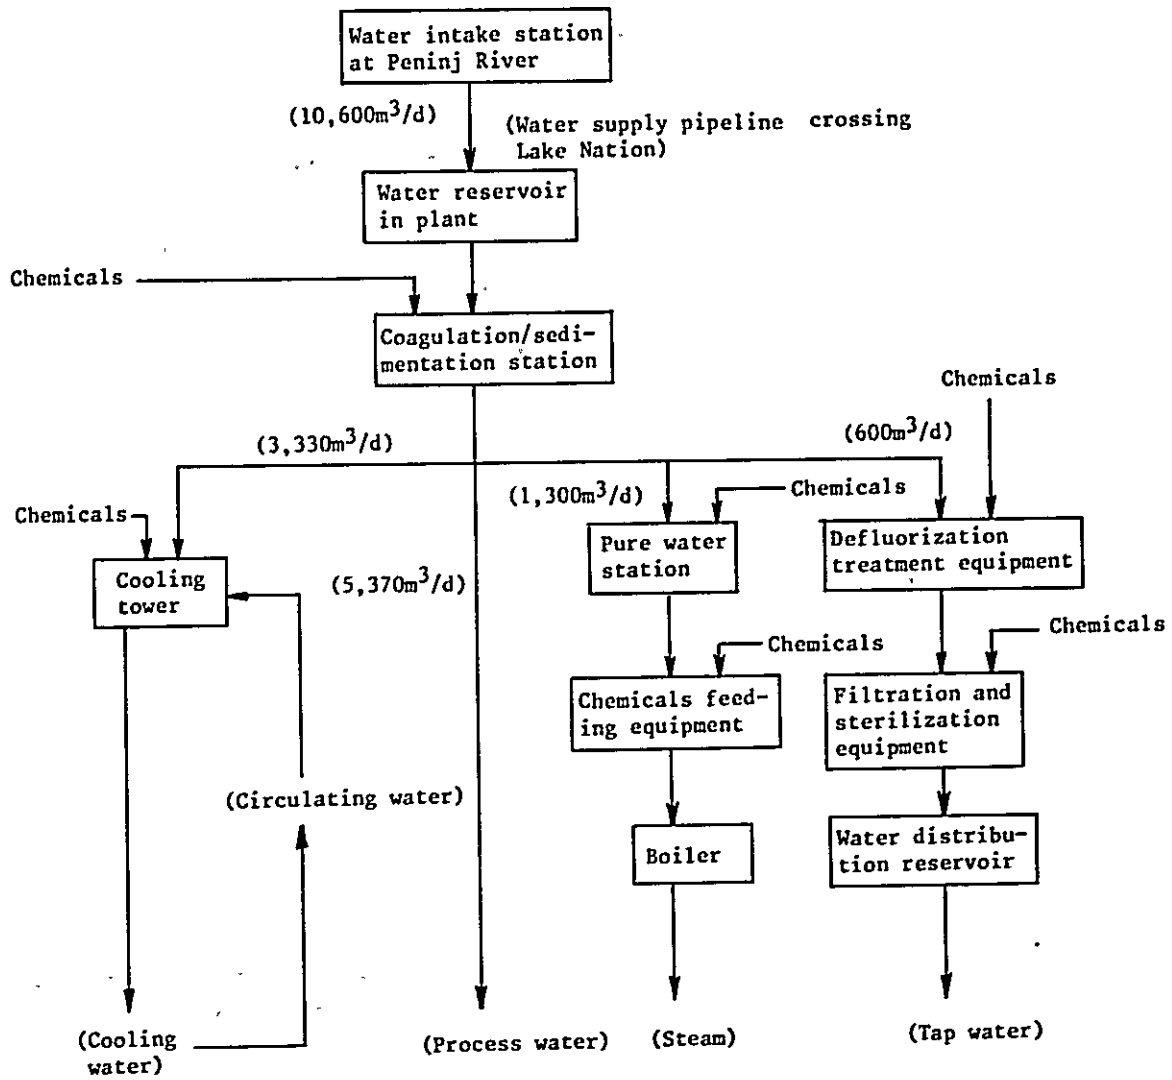 Water intake station
at Peninj River
(10,600m³/d)
(Water supply pipeline crossing
Lake Nation)
Water reservoir
in plant
Chemicals
Coagulation/sedi-
mentation station
Chemicals
(3,330m³/d)
(600m³/d)
(1,300m³/d)
Chemicals
Chemicals
Cooling
tower
(5,370m³/d)
Pure water
station
Defluorization
treatment equipment
Chemicals
Chemicals
Chemicals feed-
ing equipment
Filtration and
sterilization
equipment
(Circulating water)
Boiler
Water distribu-
tion reservoir
(Cooling
water)
(Process water)
(Steam)
(Tap water)